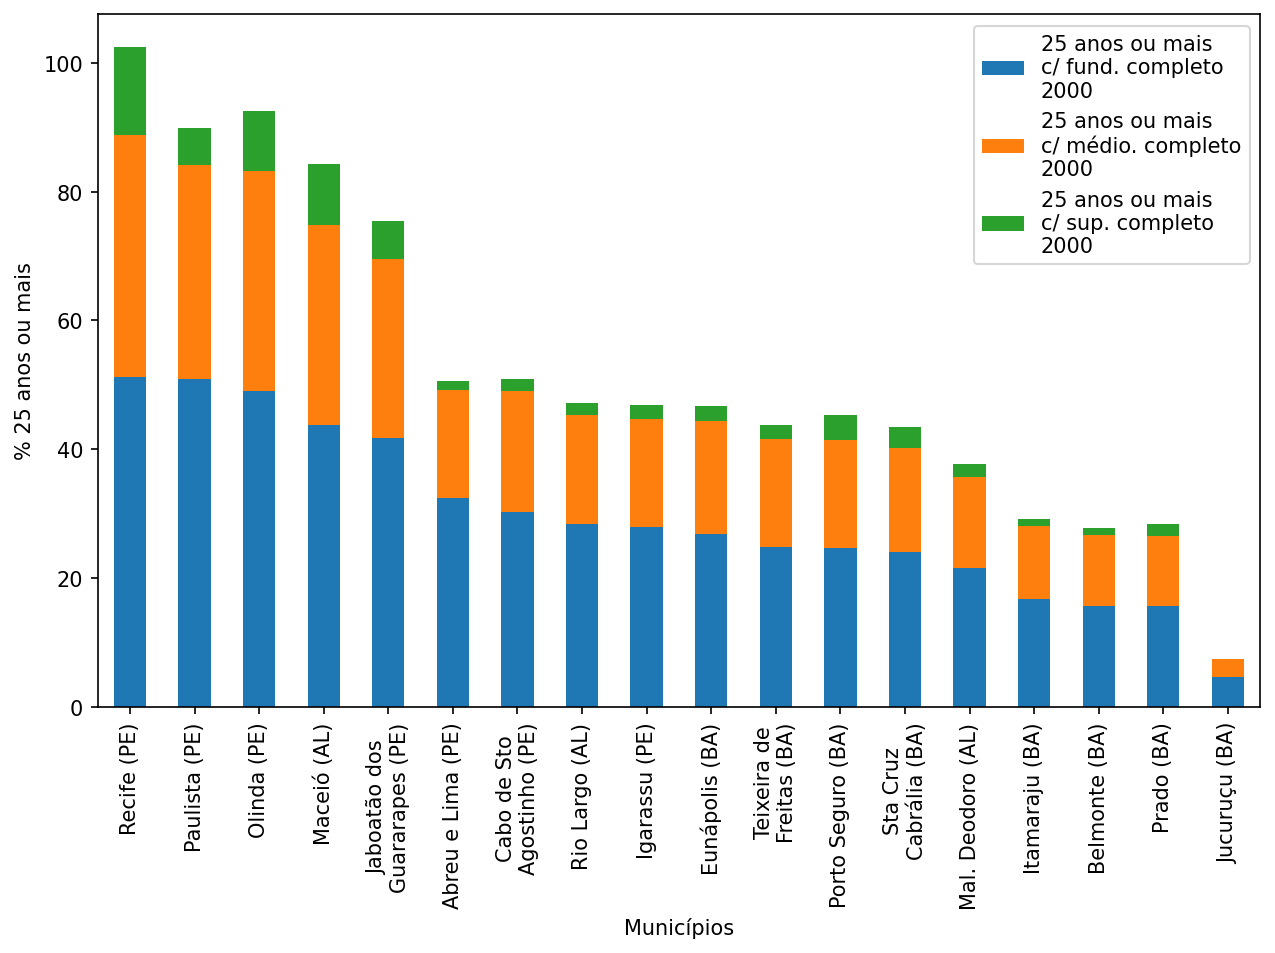 25 anos ou mais
c/ fund. completo
2000
25 anos ou mais
c/ médio. completo
2000
25 anos ou mais
c/ sup. completo
2000
% 25 anos ou mais
100
80
60
40
20
0
Recife (PE)
Paulista (PE)
Olinda (PE)
Maceió (AL)
Jaboatão dos
Guararapes (PE)
Abreu e Lima (PE)
Cabo de Sto
Agostinho (PE)
Rio Largo (AL)
Igarassu (PE)
Eunápolis (BA)
Teixeira de
Freitas (BA)
Porto Seguro (BA)
Sta Cruz
Cabrália (BA)
Mal. Deodoro (AL)
Itamaraju (BA)
Belmonte (BA)
Prado (BA)
Jucuruçu (BA)
Municípios